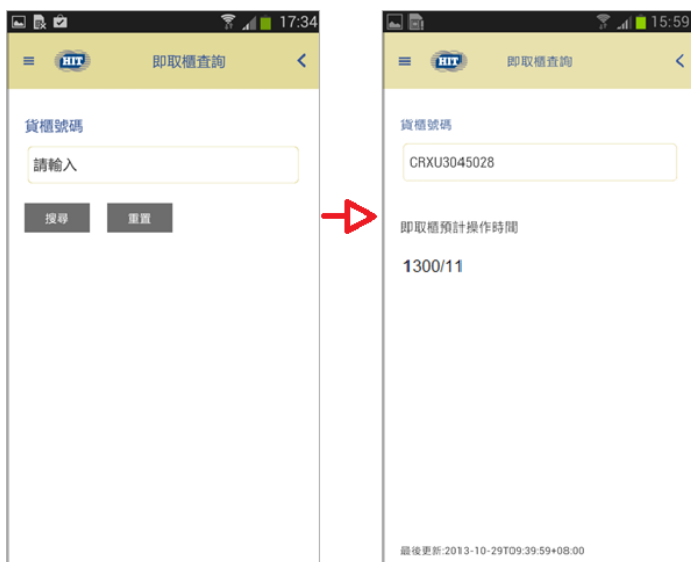 17:34
HIT
即取櫃查詢
貨櫃號碼
請輸入
搜尋
重置
15:59
HIT
即取櫃查詢
貨櫃號碼
CRXU3045028
即取櫃預計操作時間
1300/11
最後更新:2013-10-29T09:39:59+08:00